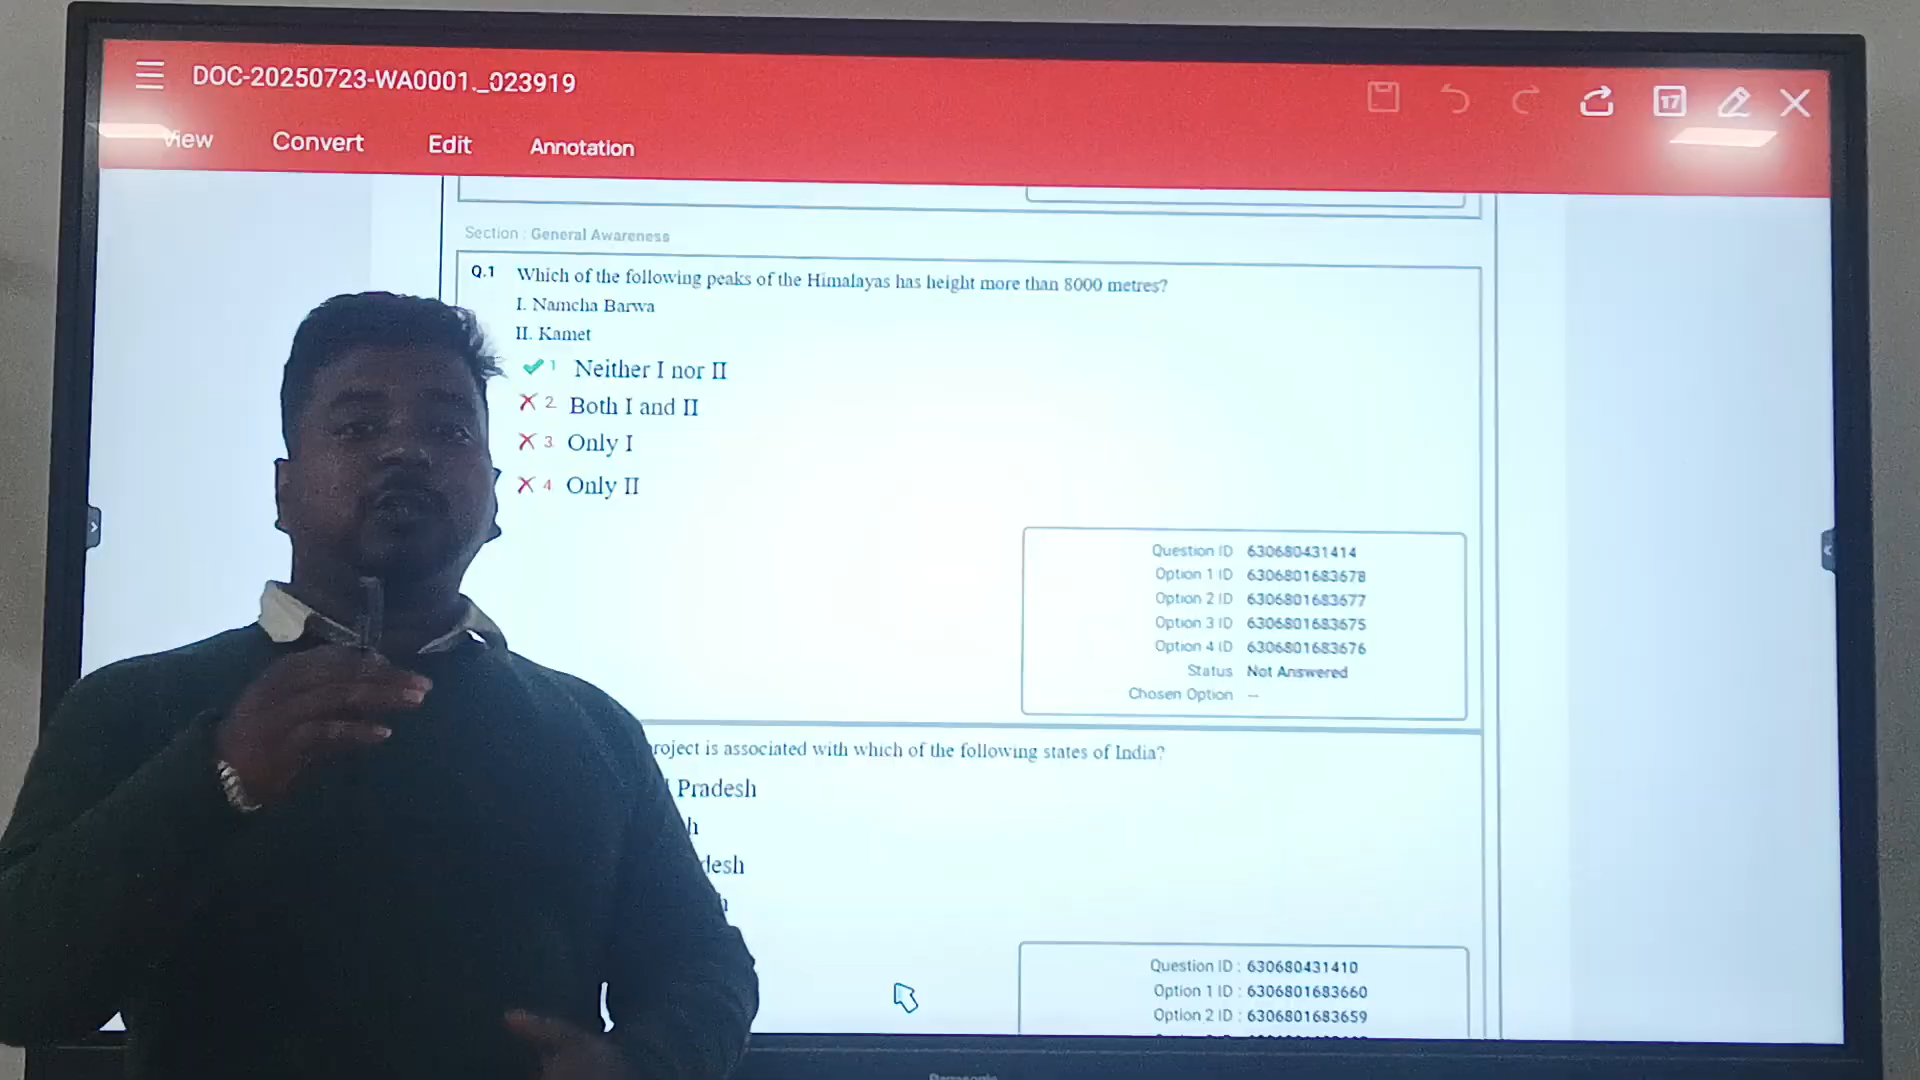 DOC-20250723-WA0001._023919
View Convert Edit Annotation
17
Section : General Awareness
Q.1 Which of the following peaks of the Himalayas has height more than 8000 metres?
I. Namcha Barwa
II. Kamet
1 Neither I nor II
2 Both I and II
3 Only I
4 Only II
Question ID 630680431414
Option 1 ID 6306801683678
Option 2 ID 6306801683677
Option 3 ID 6306801683675
Option 4 ID 6306801683676
Status Not Answered
Chosen Option --
roject is associated with which of the following states of India?
Pradesh
h
desh
Question ID : 630680431410
Option 1 ID : 6306801683660
Option 2 ID : 6306801683659